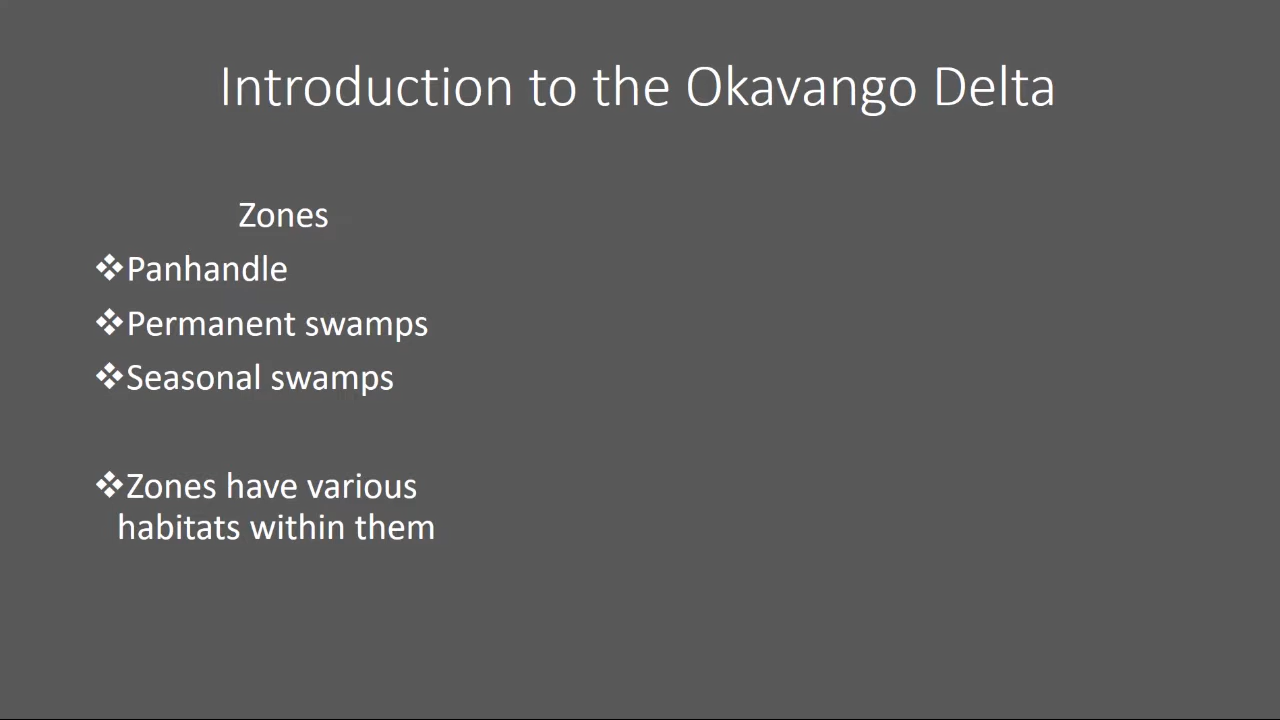 Introduction to the Okavango Delta
Zones
❖Panhandle
❖Permanent swamps
❖Seasonal swamps
❖Zones have various
habitats within them